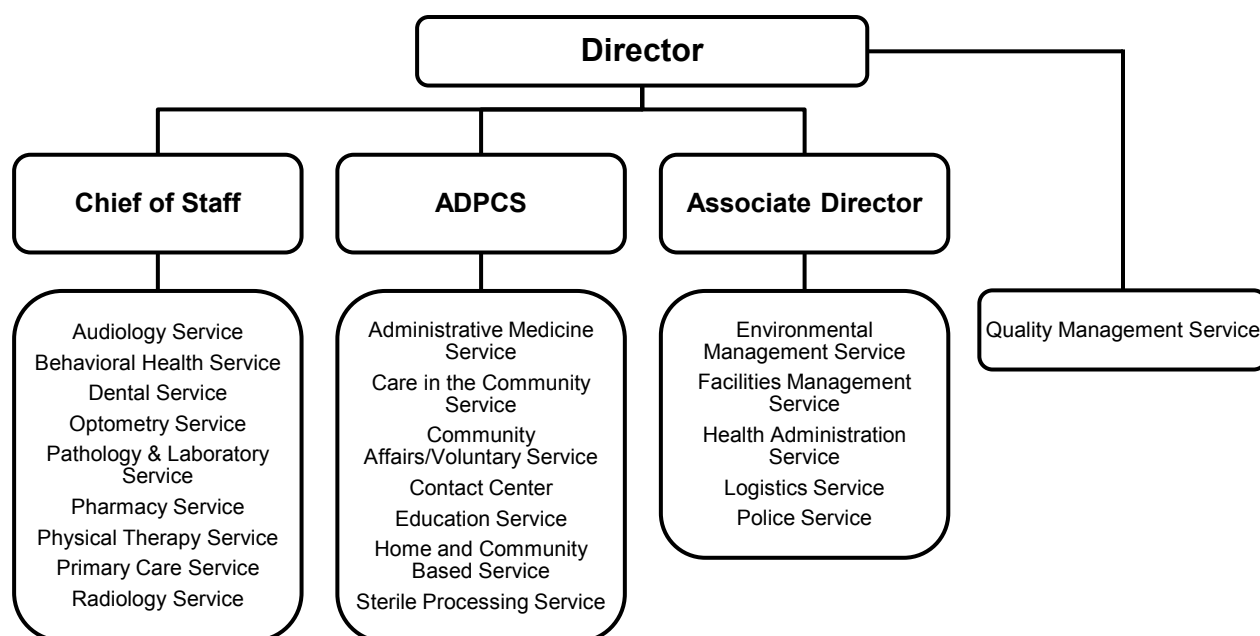 Director
Chief of Staff
ADPCS
Associate Director
Audiology Service
Behavioral Health Service
Dental Service
Optometry Service
Pathology & Laboratory
Service
Pharmacy Service
Physical Therapy Service
Primary Care Service
Radiology Service
Administrative Medicine
Service
Care in the Community
Service
Community
Affairs/Voluntary Service
Contact Center
Education Service
Home and Community
Based Service
Sterile Processing Service
Environmental
Management Service
Facilities Management
Service
Health Administration
Service
Logistics Service
Police Service
Quality Management Service